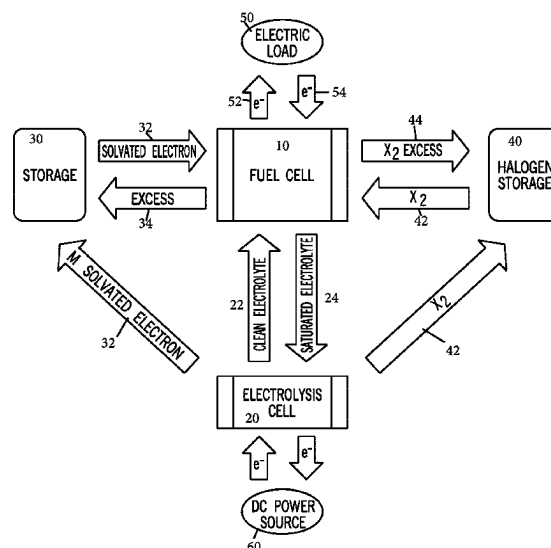 50
ELECTRIC
LOAD
52
e-
e-
54
30
STORAGE
32
SOLVATED ELECTRON
EXCESS
34
10
FUEL CELL
44
X2 EXCESS
X2
42
40
HALOGEN
STORAGE
M SOLVATED ELECTRON
32
22
CLEAN ELECTROLYTE
SATURATED ELECTROLYTE
24
X2
42
ELECTROLYSIS
CELL
20
e-
e-
DC POWER
SOURCE
60